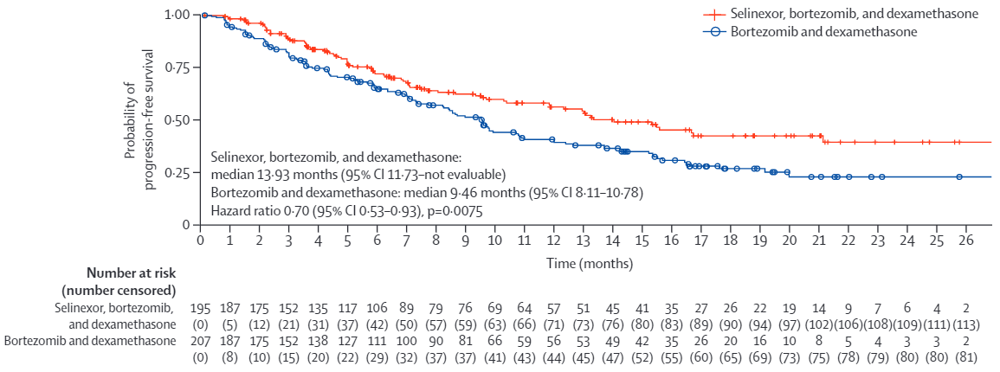 1·00
0·75
0·50
0·25
0
Probability of
progression-free survival
Selinexor, bortezomib, and dexamethasone
Bortezomib and dexamethasone
Selinexor, bortezomib, and dexamethasone:
median 13·93 months (95% CI 11·73–not evaluable)
Bortezomib and dexamethasone: median 9·46 months (95% CI 8·11–10·78)
Hazard ratio 0·70 (95% CI 0·53–0·93), p=0·0075
0 1 2 3 4 5 6 7 8 9 10 11 12 13 14 15 16 17 18 19 20 21 22 23 24 25 26
Time (months)
Number at risk
(number censored)
Selinexor, bortezomib, 195 187 175 152 135 117 106 89 79 76 69 64 57 51 45 41 35 27 26 22 19 14 9 7 6 4 2
and dexamethasone (0) (5) (12) (21) (31) (37) (42) (50) (57) (59) (63) (66) (71) (73) (76) (80) (83) (89) (90) (94) (97) (102) (106) (108) (109) (111) (113)
Bortezomib and dexamethasone 207 187 175 152 138 127 111 100 90 81 66 59 56 53 49 42 35 26 20 16 10 8 5 4 3 3 2
(0) (8) (10) (15) (20) (22) (29) (32) (37) (37) (41) (43) (44) (45) (47) (52) (55) (60) (65) (69) (73) (75) (78) (79) (80) (80) (81)